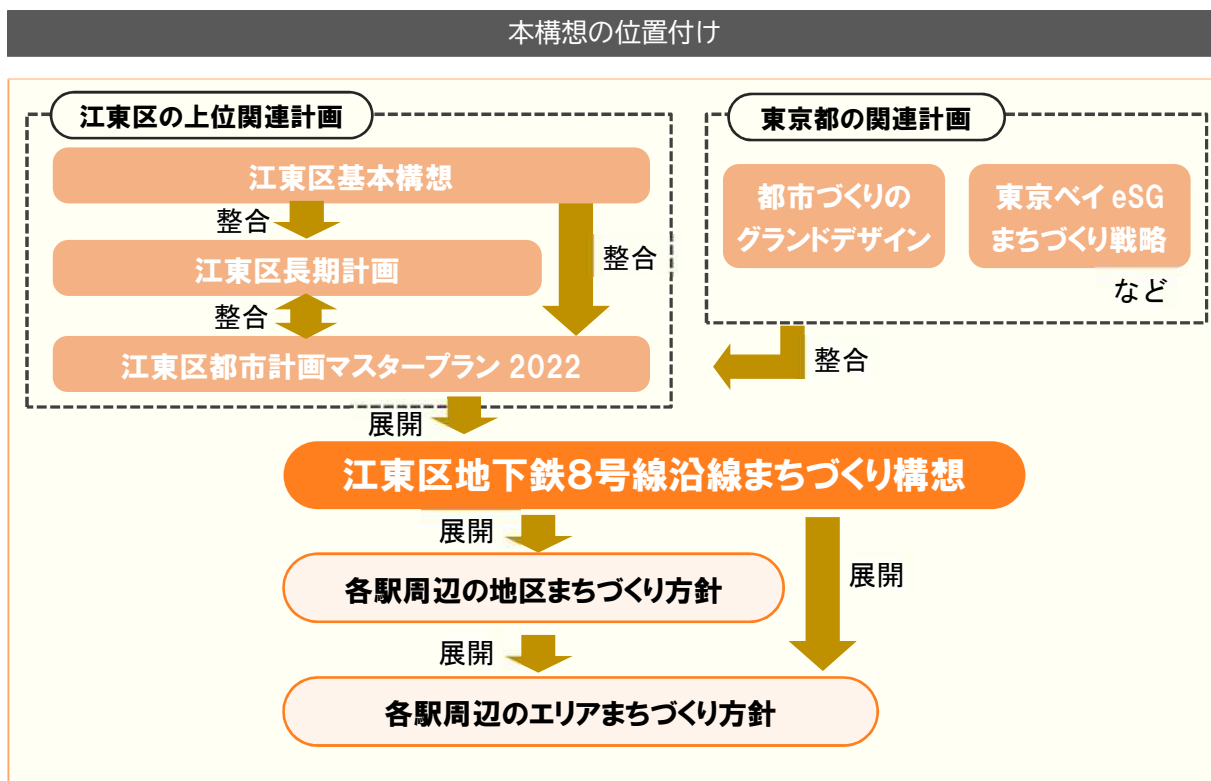 本構想の位置付け
江東区の上位関連計画
江東区基本構想
整合
江東区長期計画
整合
整合
江東区都市計画マスタープラン 2022
東京都の関連計画
都市づくりの
グランドデザイン
東京ベイ eSG
まちづくり戦略
など
整合
展開
江東区地下鉄8号線沿線まちづくり構想
展開
各駅周辺の地区まちづくり方針
展開
展開
各駅周辺のエリアまちづくり方針